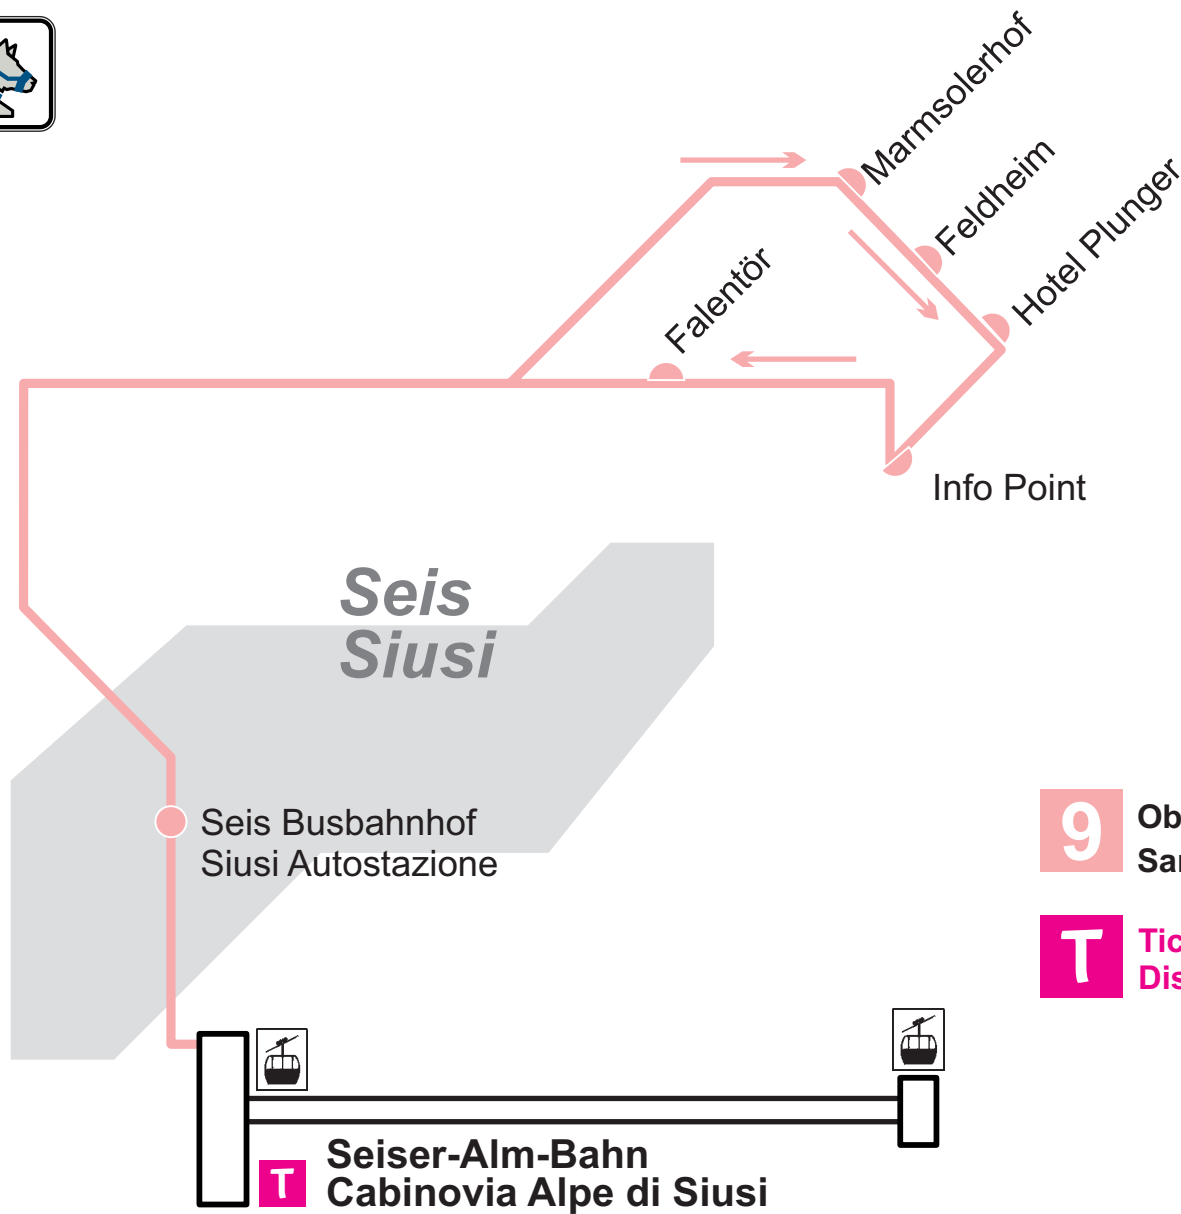 Marmsolerhof
Feldheim
Hotel Plunger
Falentör
Info Point
Seis
Siusi
Seis Busbahnhof
Siusi Autostazione
9
T
T
Seiser-Alm-Bahn
Cabinovia Alpe di Siusi